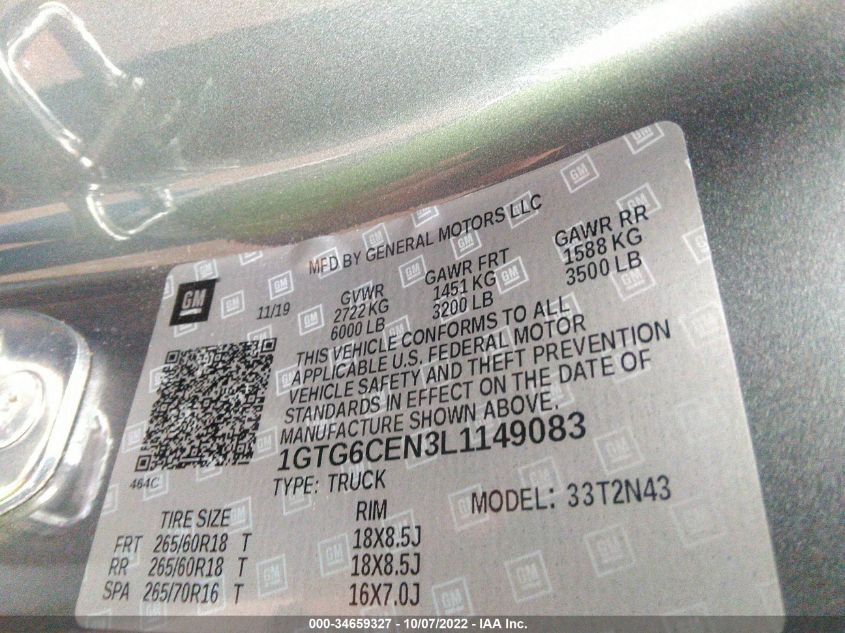 MFD BY GENERAL MOTORS LLC
GM
11/19
GVWR GAWR FRT GAWR RR
2722 KG 1451 KG 1588 KG
6000 LB 3200 LB 3500 LB
THIS VEHICLE CONFORMS TO ALL
APPLICABLE U.S. FEDERAL MOTOR
VEHICLE SAFETY AND THEFT PREVENTION
STANDARDS IN EFFECT ON THE DATE OF
MANUFACTURE SHOWN ABOVE.
1GTG6CEN3L1149083
464C
TYPE: TRUCK
MODEL: 33T2N43
TIRE SIZE RIM
FRT 265/60R18 T 18X8.5J
RR 265/60R18 T 18X8.5J
SPA 265/70R16 T 16X7.0J
000-34659327 - 10/07/2022 - IAA Inc.